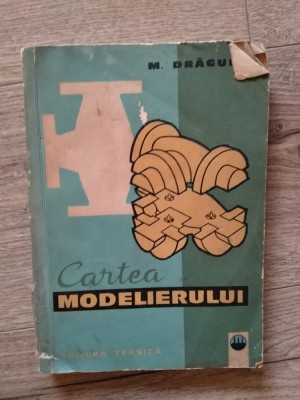 M. DRĂGU
Cartea
MODELIERULUI
EDITURA TEHNICĂ